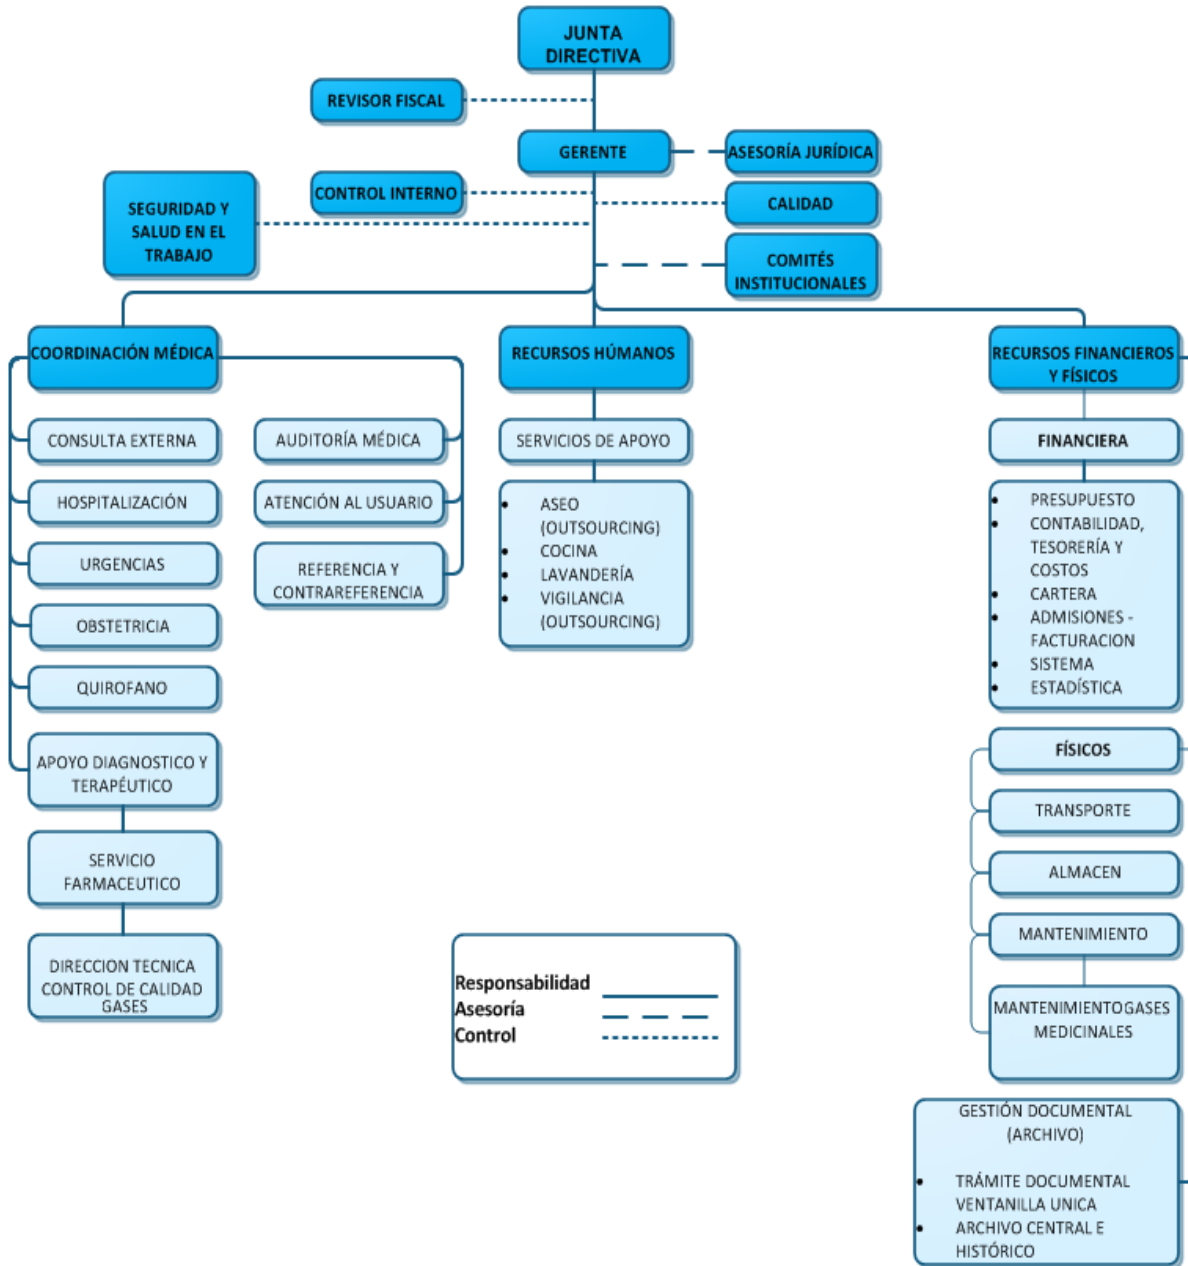 JUNTA
DIRECTIVA
REVISOR FISCAL
GERENTE
ASESORÍA JURÍDICA
CONTROL INTERNO
SEGURIDAD Y
SALUD EN EL
TRABAJO
CALIDAD
COMITÉS
INSTITUCIONALES
COORDINACIÓN MÉDICA
CONSULTA EXTERNA
HOSPITALIZACIÓN
URGENCIAS
OBSTETRICIA
QUIROFANO
APOYO DIAGNOSTICO Y
TERAPÉUTICO
SERVICIO
FARMACEUTICO
DIRECCION TECNICA
CONTROL DE CALIDAD
GASES
AUDITORÍA MÉDICA
ATENCIÓN AL USUARIO
REFERENCIA Y
CONTRAREFERENCIA
RECURSOS HÚMANOS
SERVICIOS DE APOYO
• ASEO
(OUTSOURCING)
• COCINA
• LAVANDERÍA
• VIGILANCIA
(OUTSOURCING)
RECURSOS FINANCIEROS
Y FÍSICOS
FINANCIERA
• PRESUPUESTO
• CONTABILIDAD,
TESORERÍA Y
COSTOS
• CARTERA
• ADMISIONES -
FACTURACION
• SISTEMA
• ESTADÍSTICA
FÍSICOS
TRANSPORTE
ALMACEN
MANTENIMIENTO
MANTENIMIENTO GASES
MEDICINALES
GESTIÓN DOCUMENTAL
(ARCHIVO)
• TRÁMITE DOCUMENTAL
VENTANILLA UNICA
• ARCHIVO CENTRAL E
HISTÓRICO
Responsabilidad
Asesoría
Control